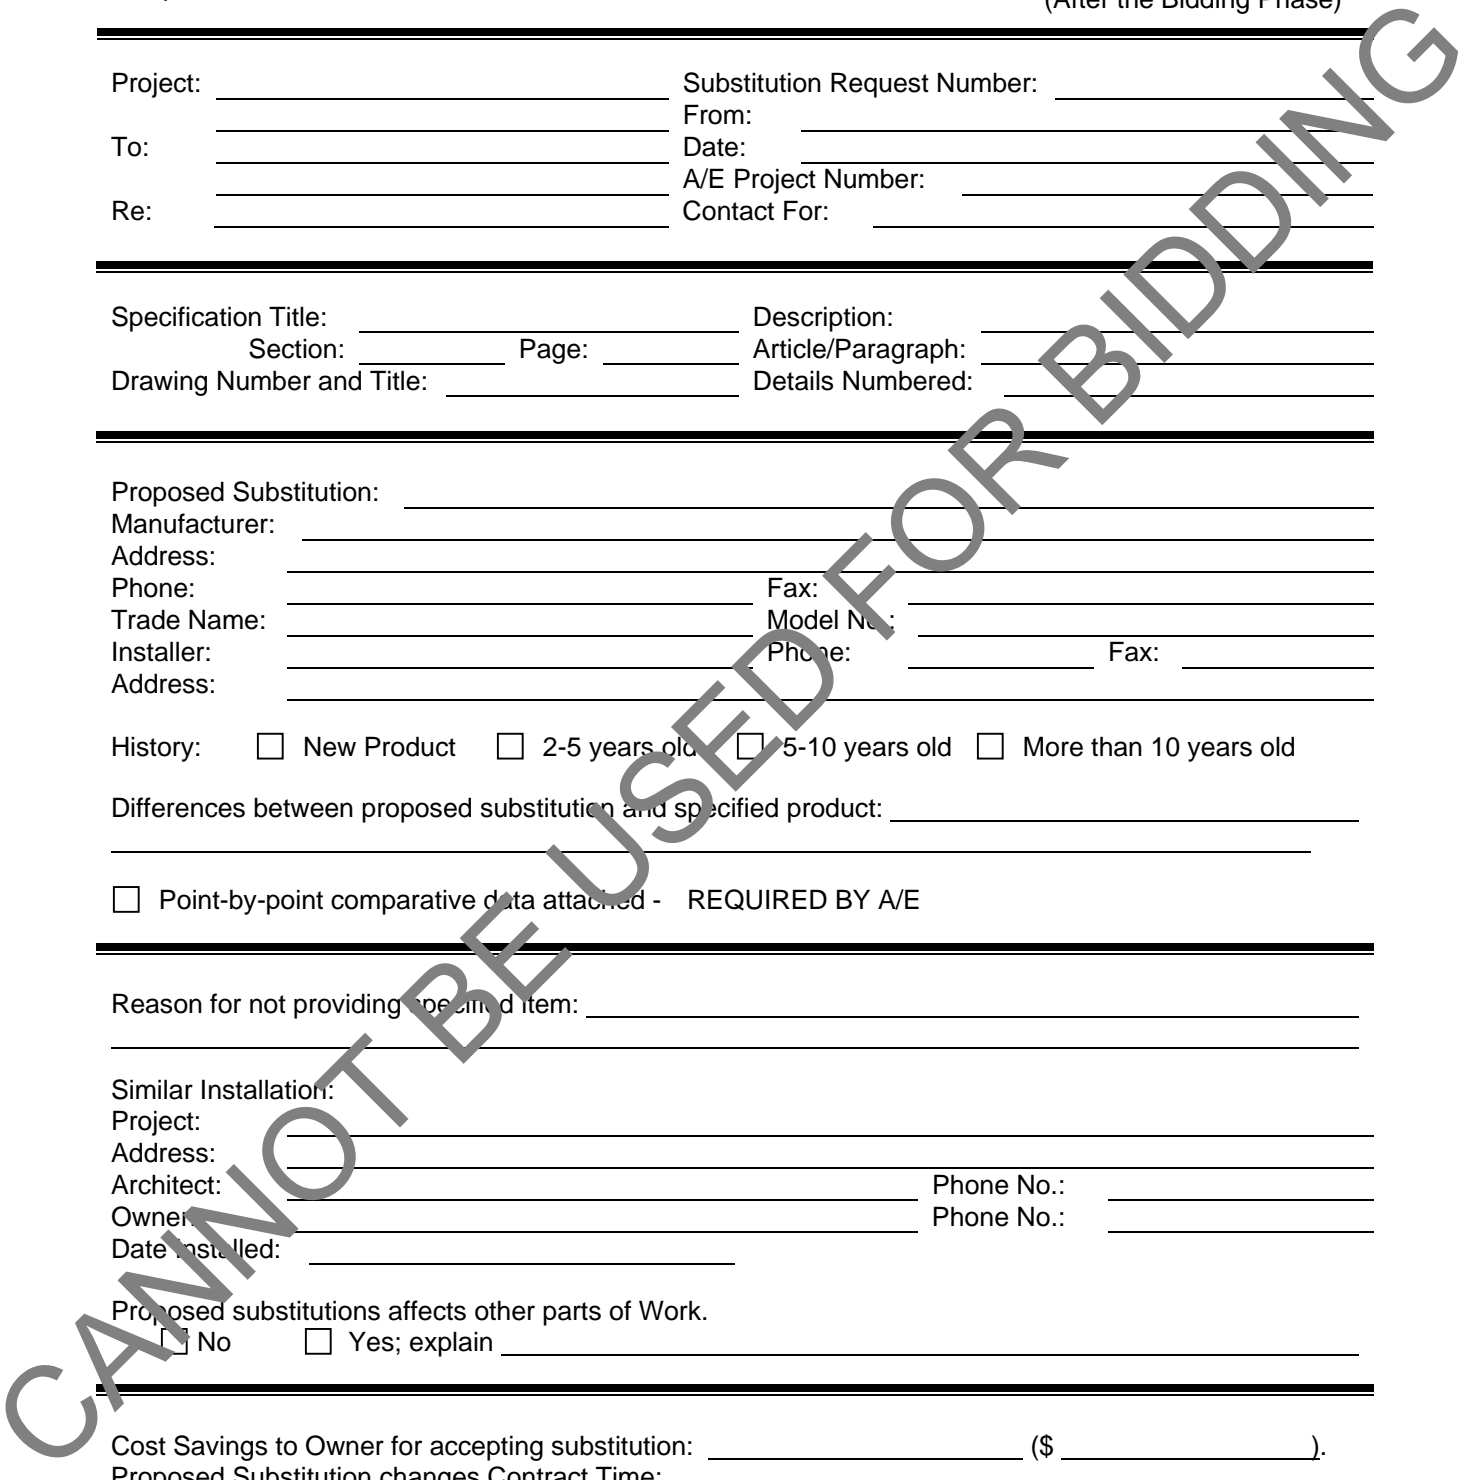 (After the Bidding Phase)
Project: Substitution Request Number:
From:
To: Date:
A/E Project Number:
Re: Contact For:
Specification Title: Description:
Section: Page: Article/Paragraph:
Drawing Number and Title: Details Numbered:
Proposed Substitution:
Manufacturer:
Address:
Phone: Fax:
Trade Name: Model No.:
Installer: Phone: Fax:
Address:
History: New Product 2-5 years old 5-10 years old More than 10 years old
Differences between proposed substitution and specified product:
Point-by-point comparative data attached - REQUIRED BY A/E
Reason for not providing specified item:
Similar Installation:
Project:
Address:
Architect: Phone No.:
Owner: Phone No.:
Date Installed:
Proposed substitutions affects other parts of Work.
No Yes; explain
Cost Savings to Owner for accepting substitution: ($ ).
Proposed Substitution changes Contract Time:
CANNOT BE USED FOR BIDDING